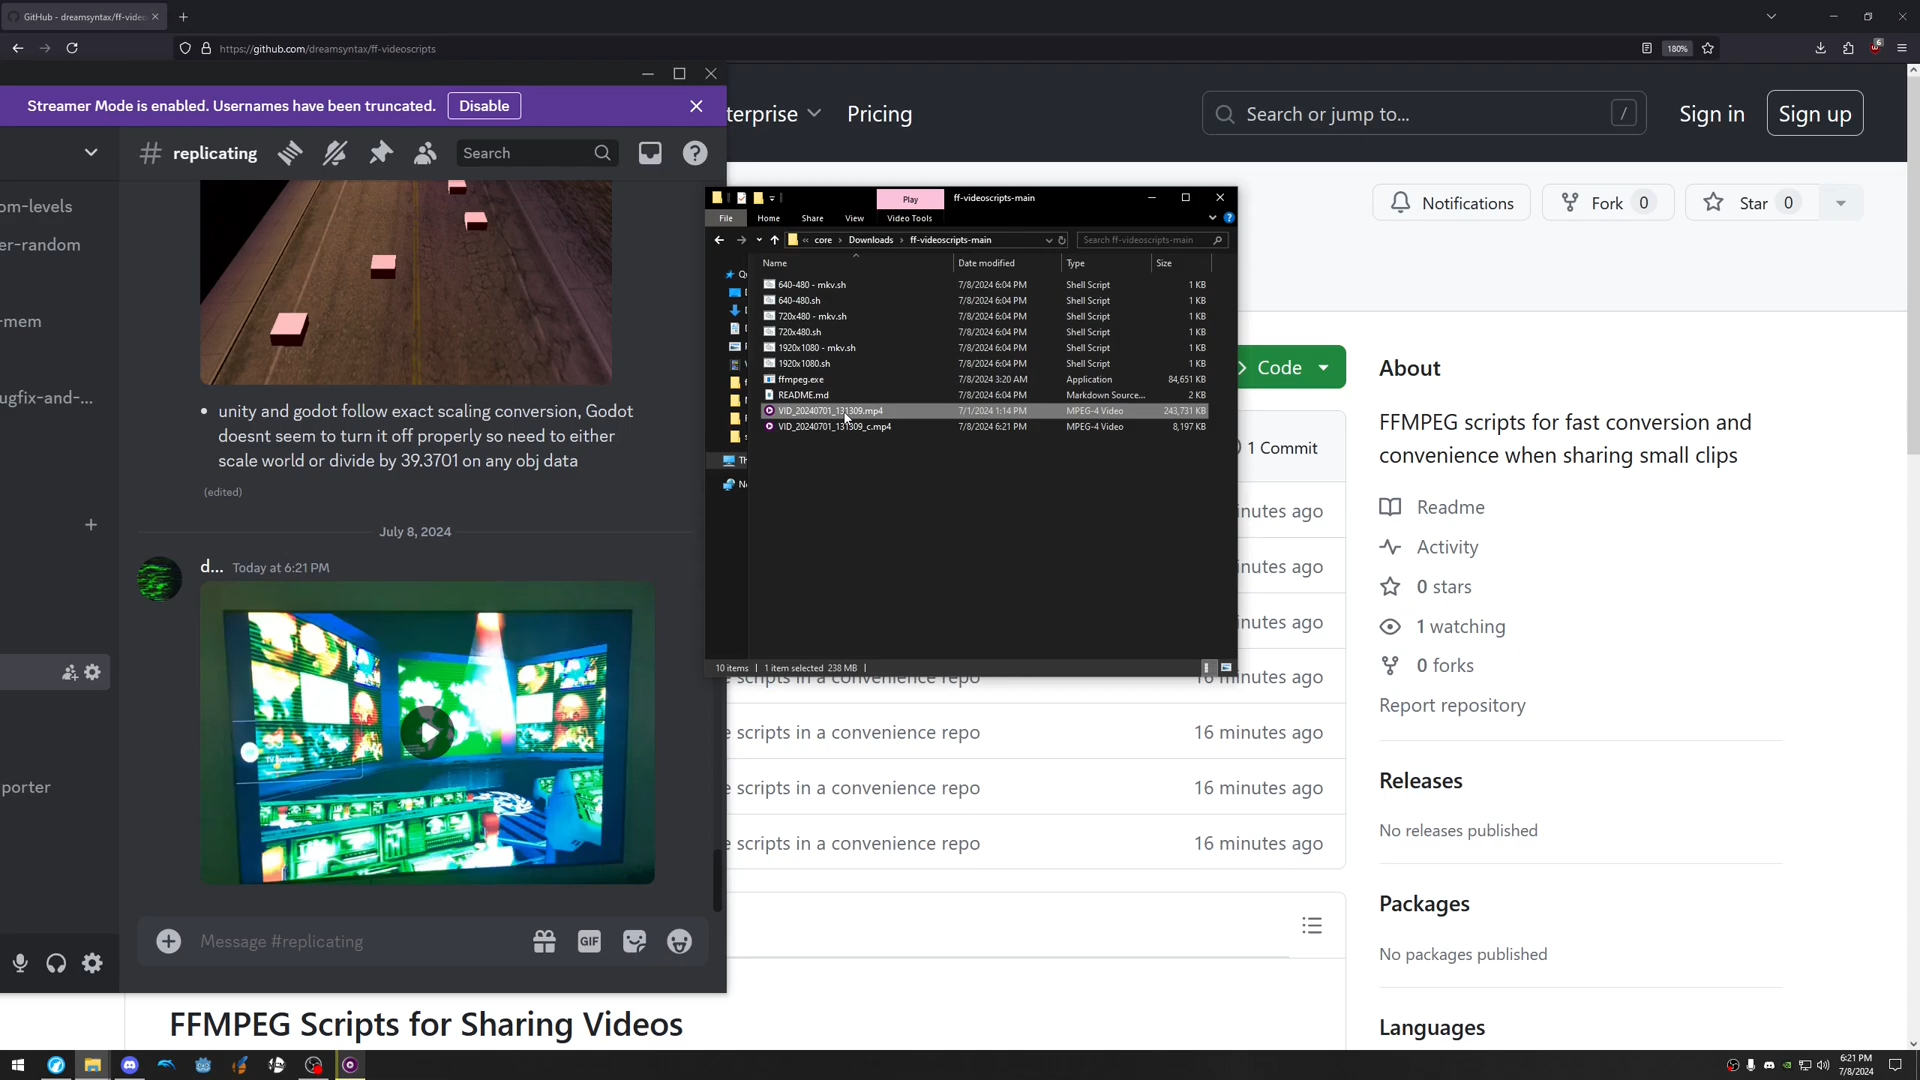 GitHub - dreamsyntax/ff-video
https://github.com/dreamsyntax/ff-videoscripts
180%
6
Streamer Mode is enabled. Usernames have been truncated.
Disable
terprise
Pricing
Search or jump to...
/
Sign in
Sign up
# replicating
Search
om-levels
er-random
-mem
ugfix-and-...
porter
unity and godot follow exact scaling conversion, Godot
doesnt seem to turn it off properly so need to either
scale world or divide by 39.3701 on any obj data
(edited)
July 8, 2024
d... Today at 6:21 PM
Message #replicating
GIF
Play
ff-videoscripts-main
File
Home
Share
View
Video Tools
« core › Downloads › ff-videoscripts-main
Search ff-videoscripts-main
Name Date modified Type Size
640-480 - mkv.sh 7/8/2024 6:04 PM Shell Script 1 KB
640-480.sh 7/8/2024 6:04 PM Shell Script 1 KB
720x480 - mkv.sh 7/8/2024 6:04 PM Shell Script 1 KB
720x480.sh 7/8/2024 6:04 PM Shell Script 1 KB
1920x1080 - mkv.sh 7/8/2024 6:04 PM Shell Script 1 KB
1920x1080.sh 7/8/2024 6:04 PM Shell Script 1 KB
ffmpeg.exe 7/8/2024 3:20 AM Application 84,651 KB
README.md 7/8/2024 6:04 PM Markdown Source... 2 KB
VID_20240701_131309.mp4 7/1/2024 1:14 PM MPEG-4 Video 243,731 KB
VID_20240701_131309_c.mp4 7/8/2024 6:21 PM MPEG-4 Video 8,197 KB
10 items 1 item selected 238 MB
Notifications
Fork 0
Star 0
Code
1 Commit
inutes ago
inutes ago
inutes ago
e scripts in a convenience repo 16 minutes ago
e scripts in a convenience repo 16 minutes ago
e scripts in a convenience repo 16 minutes ago
e scripts in a convenience repo 16 minutes ago
About
FFMPEG scripts for fast conversion and
convenience when sharing small clips
Readme
Activity
0 stars
1 watching
0 forks
Report repository
Releases
No releases published
Packages
No packages published
Languages
FFMPEG Scripts for Sharing Videos
6:21 PM
7/8/2024